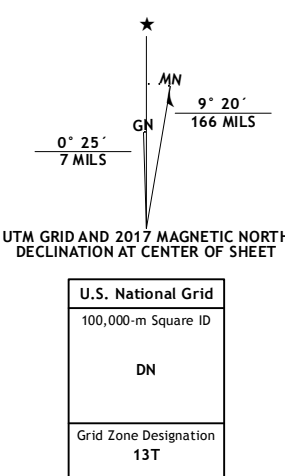 ★
MN
GN
9° 20´
166 MILS
0° 25´
7 MILS
UTM GRID AND 2017 MAGNETIC NORTH
DECLINATION AT CENTER OF SHEET
U.S. National Grid
100,000-m Square ID
DN
Grid Zone Designation
13T